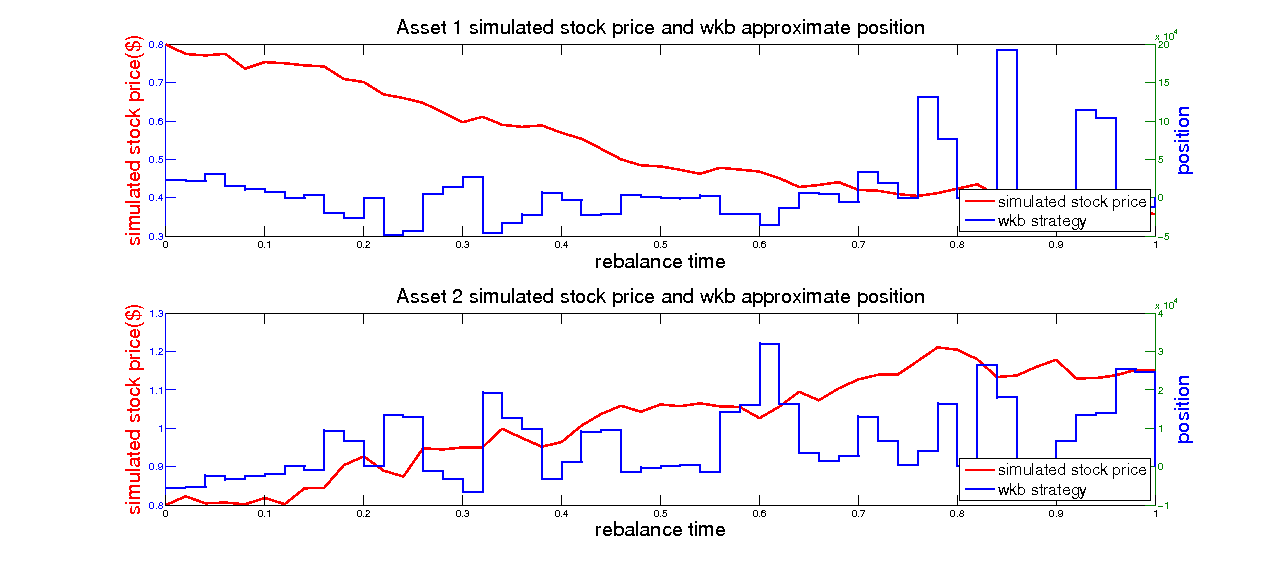 Asset 1 simulated stock price and wkb approximate position
x 10^4
simulated stock price($)
0.8
0.7
0.6
0.5
0.4
0.3
20
15
10
5
0
-5
position
simulated stock price
wkb strategy
0 0.1 0.2 0.3 0.4 0.5 0.6 0.7 0.8 0.9 1
rebalance time
Asset 2 simulated stock price and wkb approximate position
x 10^4
simulated stock price($)
1.3
1.2
1.1
1
0.9
0.8
4
3
2
1
0
-1
position
simulated stock price
wkb strategy
0 0.1 0.2 0.3 0.4 0.5 0.6 0.7 0.8 0.9 1
rebalance time